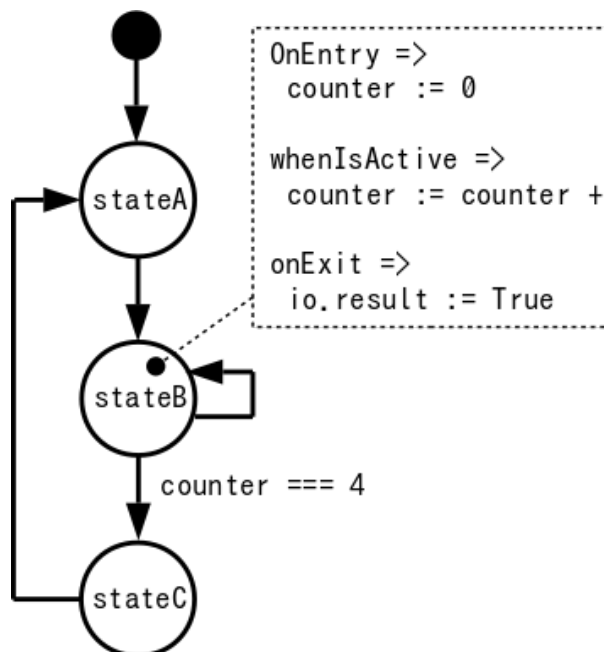 OnEntry =>
counter := 0
whenIsActive =>
counter := counter +
onExit =>
io.result := True
stateA
stateB
counter === 4
stateC